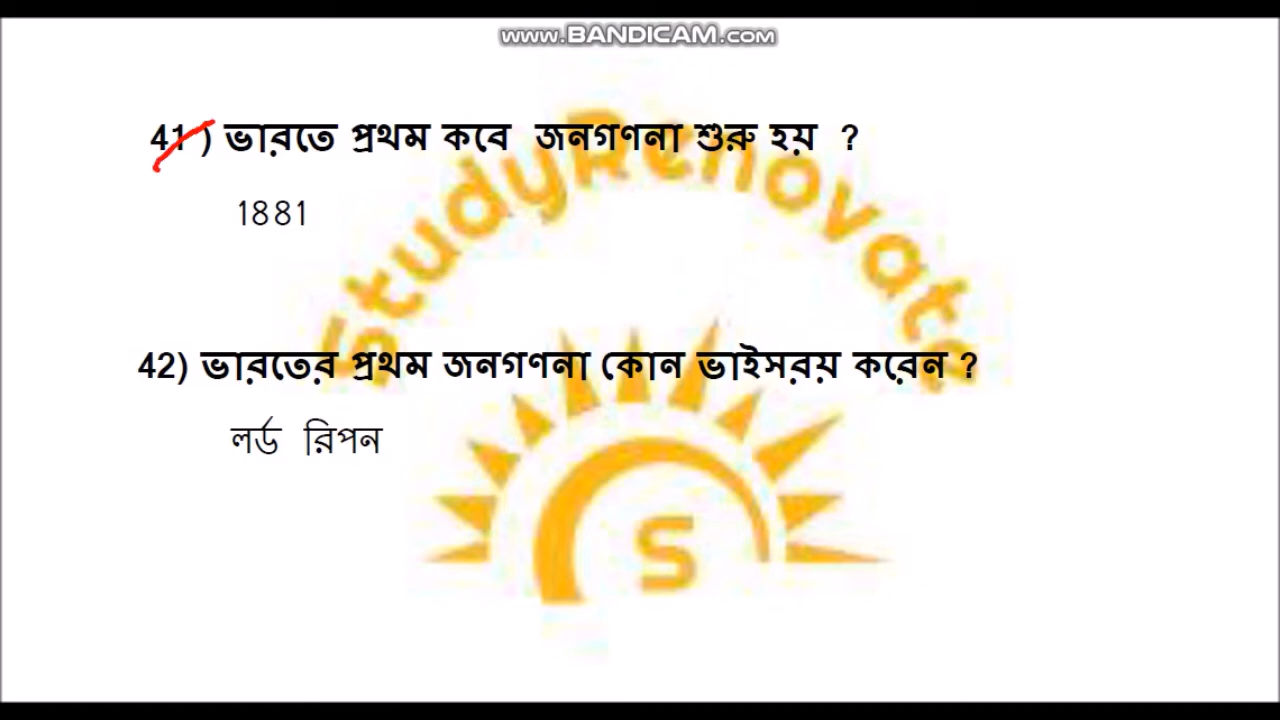 www.BANDICAM.com
41 ) ভারতে প্রথম কবে জনগণনা শুরু হয় ?
1881
StudyRenovate
42) ভারতের প্রথম জনগণনা কোন ভাইসরয় করেন ?
লর্ড রিপন
S